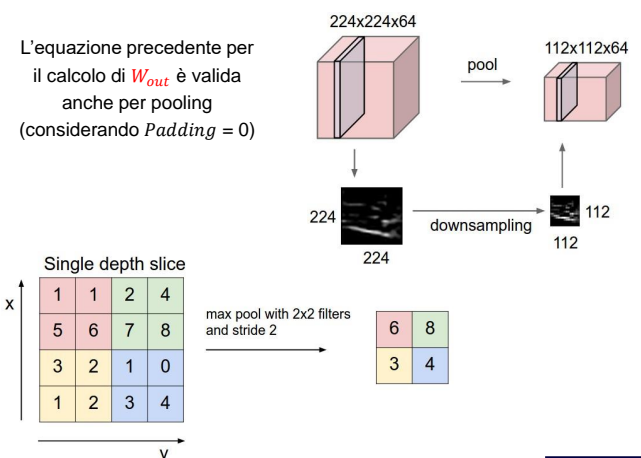 L'equazione precedente per
il calcolo di W_out è valida
anche per pooling
(considerando Padding = 0)
224x224x64
pool
112x112x64
224
224
downsampling
112
112
Single depth slice
x
1 1 2 4
5 6 7 8
3 2 1 0
1 2 3 4
y
max pool with 2x2 filters
and stride 2
6 8
3 4